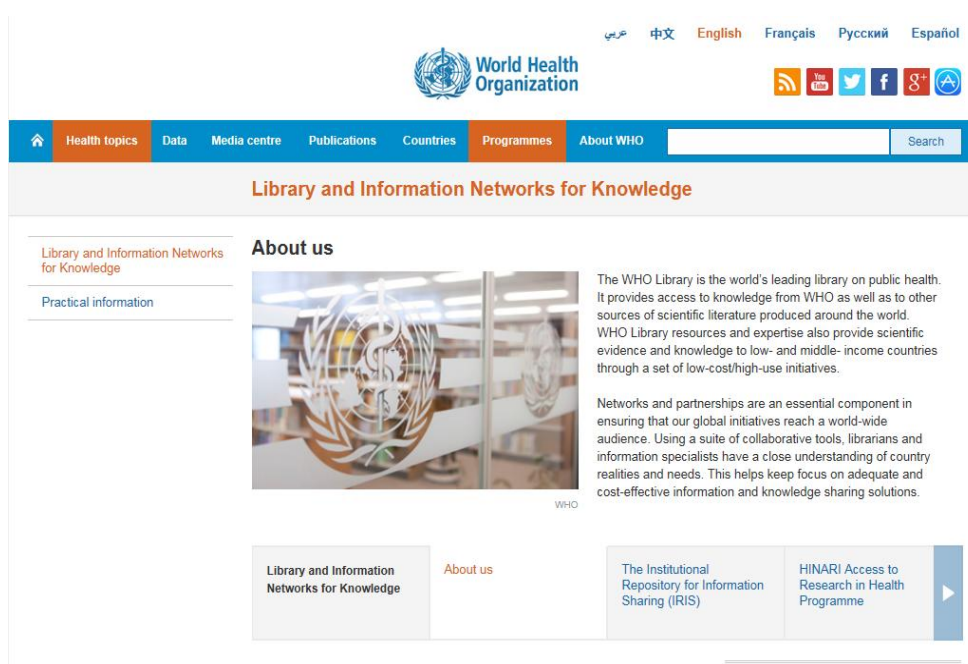 عربي 中文 English Français Русский Español
World Health
Organization
You
Tube
f
g+
Health topics Data Media centre Publications Countries Programmes About WHO Search
Library and Information Networks for Knowledge
Library and Information Networks
for Knowledge
Practical information
About us
The WHO Library is the world's leading library on public health.
It provides access to knowledge from WHO as well as to other
sources of scientific literature produced around the world.
WHO Library resources and expertise also provide scientific
evidence and knowledge to low- and middle- income countries
through a set of low-cost/high-use initiatives.
Networks and partnerships are an essential component in
ensuring that our global initiatives reach a world-wide
audience. Using a suite of collaborative tools, librarians and
information specialists have a close understanding of country
realities and needs. This helps keep focus on adequate and
cost-effective information and knowledge sharing solutions.
WHO
Library and Information
Networks for Knowledge
About us
The Institutional
Repository for Information
Sharing (IRIS)
HINARI Access to
Research in Health
Programme